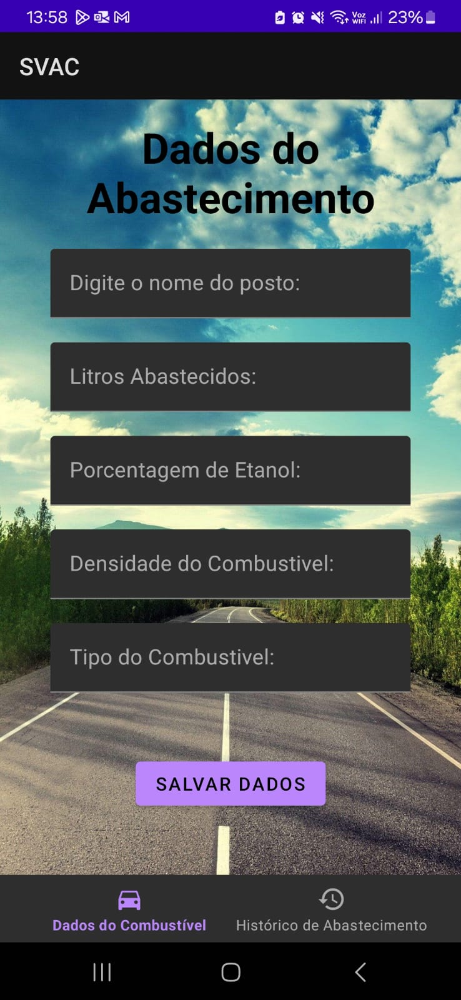 13:58
Voz
WiFi
23%
SVAC
Dados do
Abastecimento
Digite o nome do posto:
Litros Abastecidos:
Porcentagem de Etanol:
Densidade do Combustivel:
Tipo do Combustivel:
SALVAR DADOS
Dados do Combustível
Histórico de Abastecimento